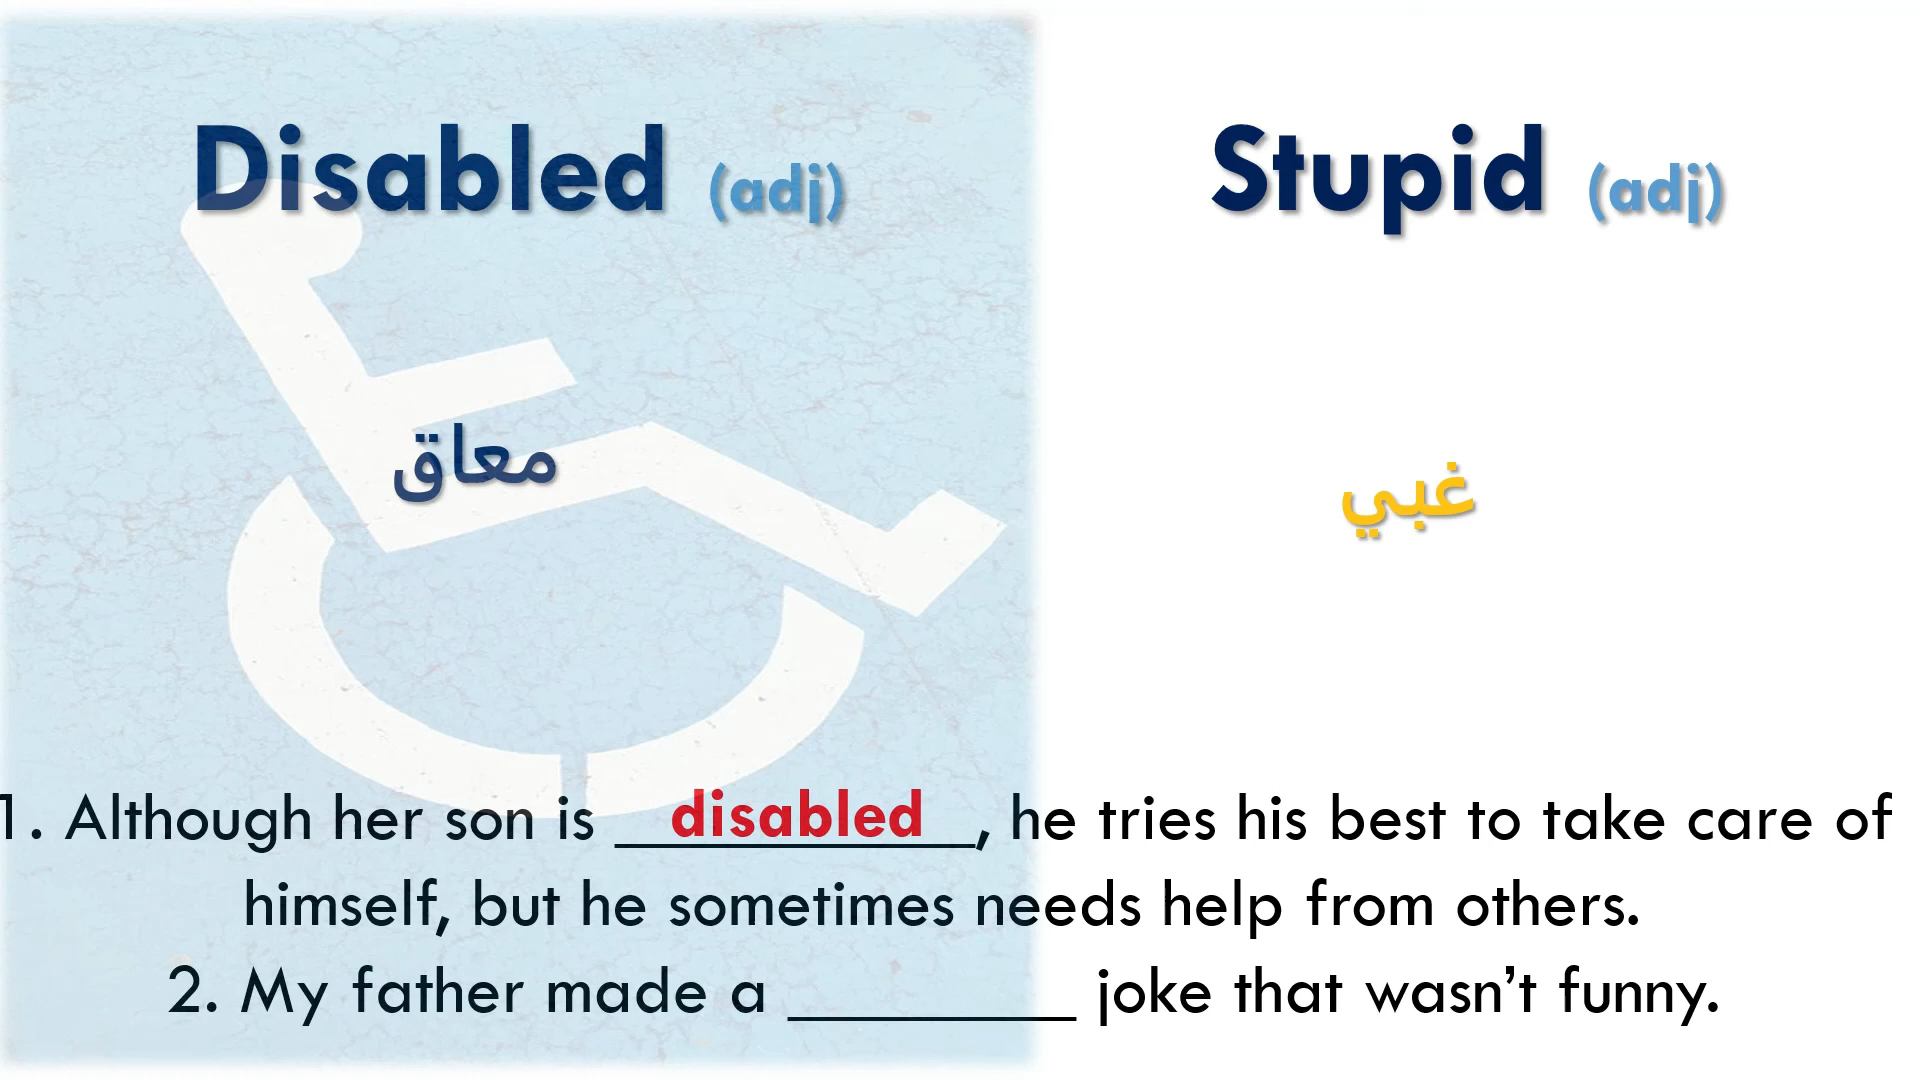 Disabled (adj)
Stupid (adj)
معاق
غبي
1. Although her son is disabled, he tries his best to take care of
himself, but he sometimes needs help from others.
2. My father made a _________ joke that wasn’t funny.